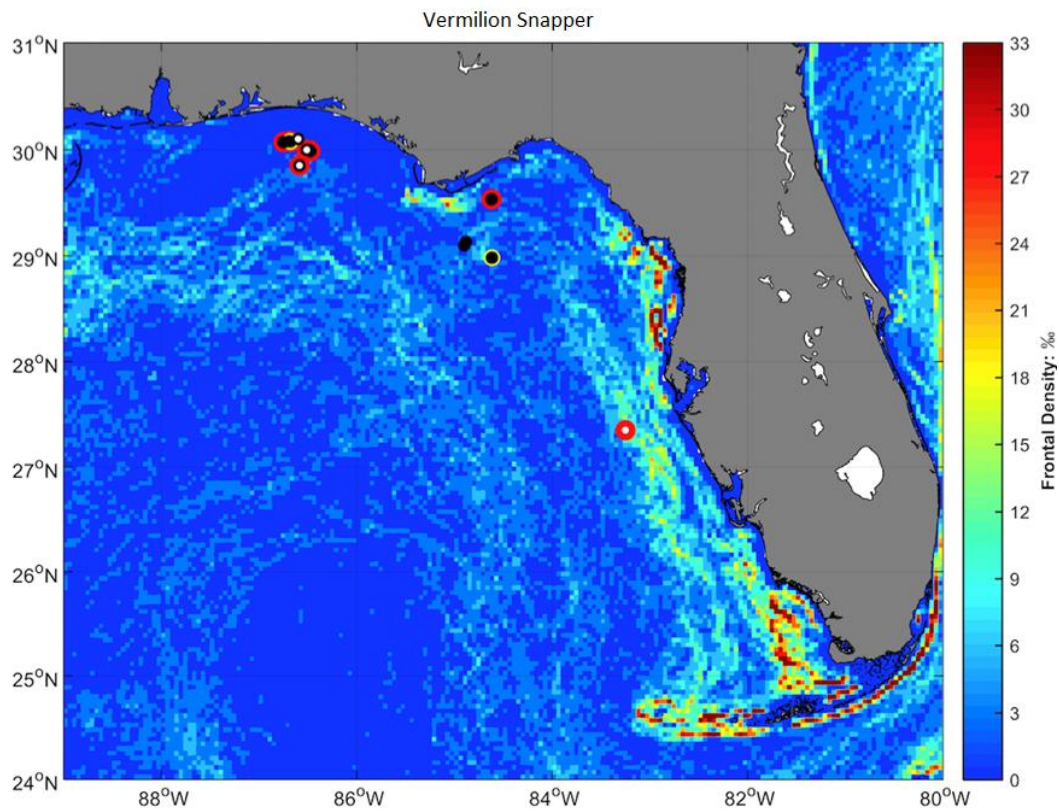 Vermilion Snapper
31°N
30°N
29°N
28°N
27°N
26°N
25°N
24°N
88°W
86°W
84°W
82°W
80°W
33
30
27
24
21
18
15
12
9
6
3
0
Frontal Density: ‰